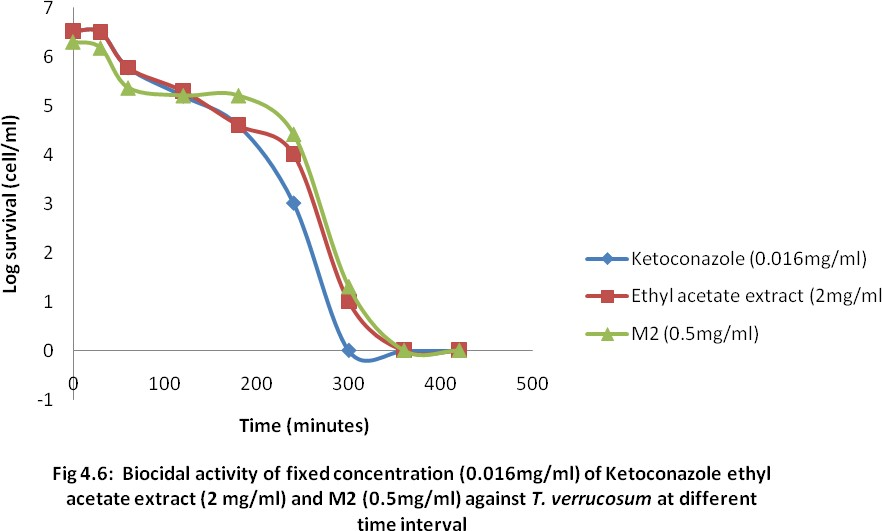 7
6
5
4
3
2
1
0
-1
Log survival (cell/ml)
0 100 200 300 400 500
Time (minutes)
Ketoconazole (0.016mg/ml)
Ethyl acetate extract (2mg/ml
M2 (0.5mg/ml)
Fig 4.6: Biocidal activity of fixed concentration (0.016mg/ml) of Ketoconazole ethyl
acetate extract (2 mg/ml) and M2 (0.5mg/ml) against T. verrucosum at different
time interval